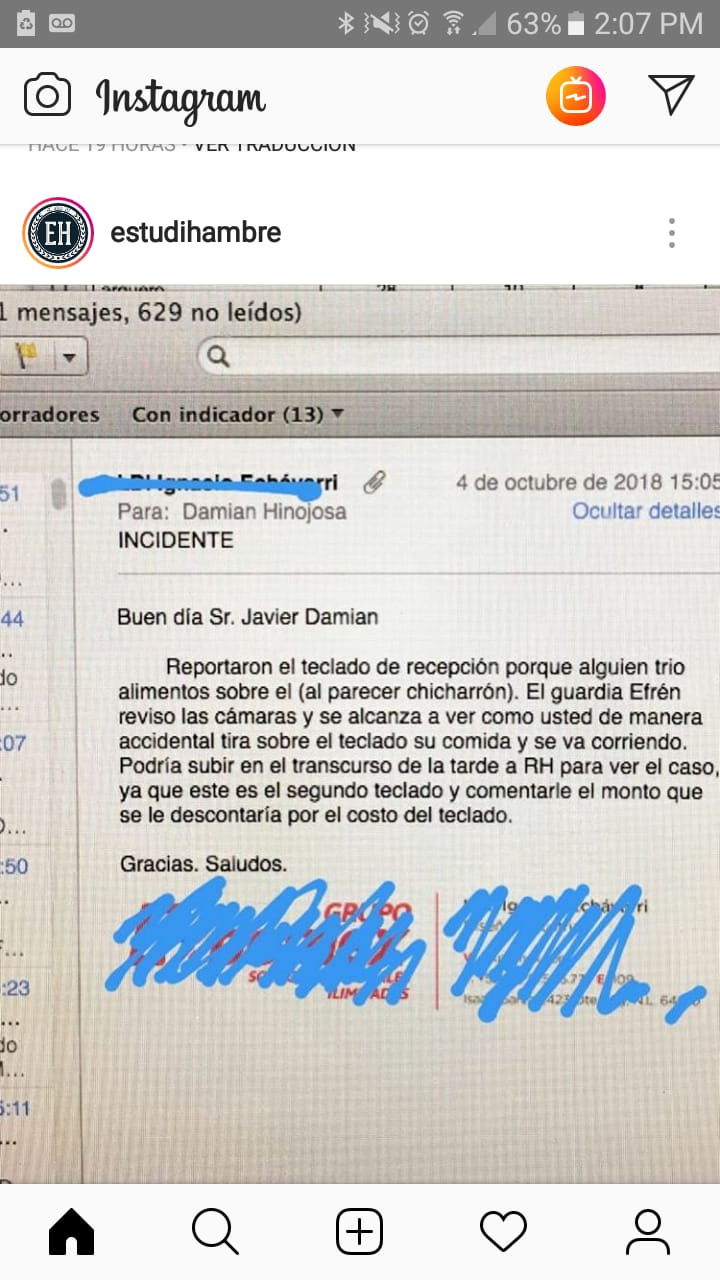 63% 2:07 PM
Instagram
HACE 19 HORAS · VER TRADUCCIÓN
EH
estudihambre
1 mensajes, 629 no leídos)
orradores Con indicador (13)
51 4 de octubre de 2018 15:05
Para: Damian Hinojosa Ocultar detalles
INCIDENTE
44 Buen día Sr. Javier Damian
do Reportaron el teclado de recepción porque alguien trio
alimentos sobre el (al parecer chicharrón). El guardia Efrén
reviso las cámaras y se alcanza a ver como usted de manera
:07 accidental tira sobre el teclado su comida y se va corriendo.
Podría subir en el transcurso de la tarde a RH para ver el caso,
ya que este es el segundo teclado y comentarle el monto que
se le descontaría por el costo del teclado.
:50 Gracias. Saludos.
GRUPO
:23
do
5:11